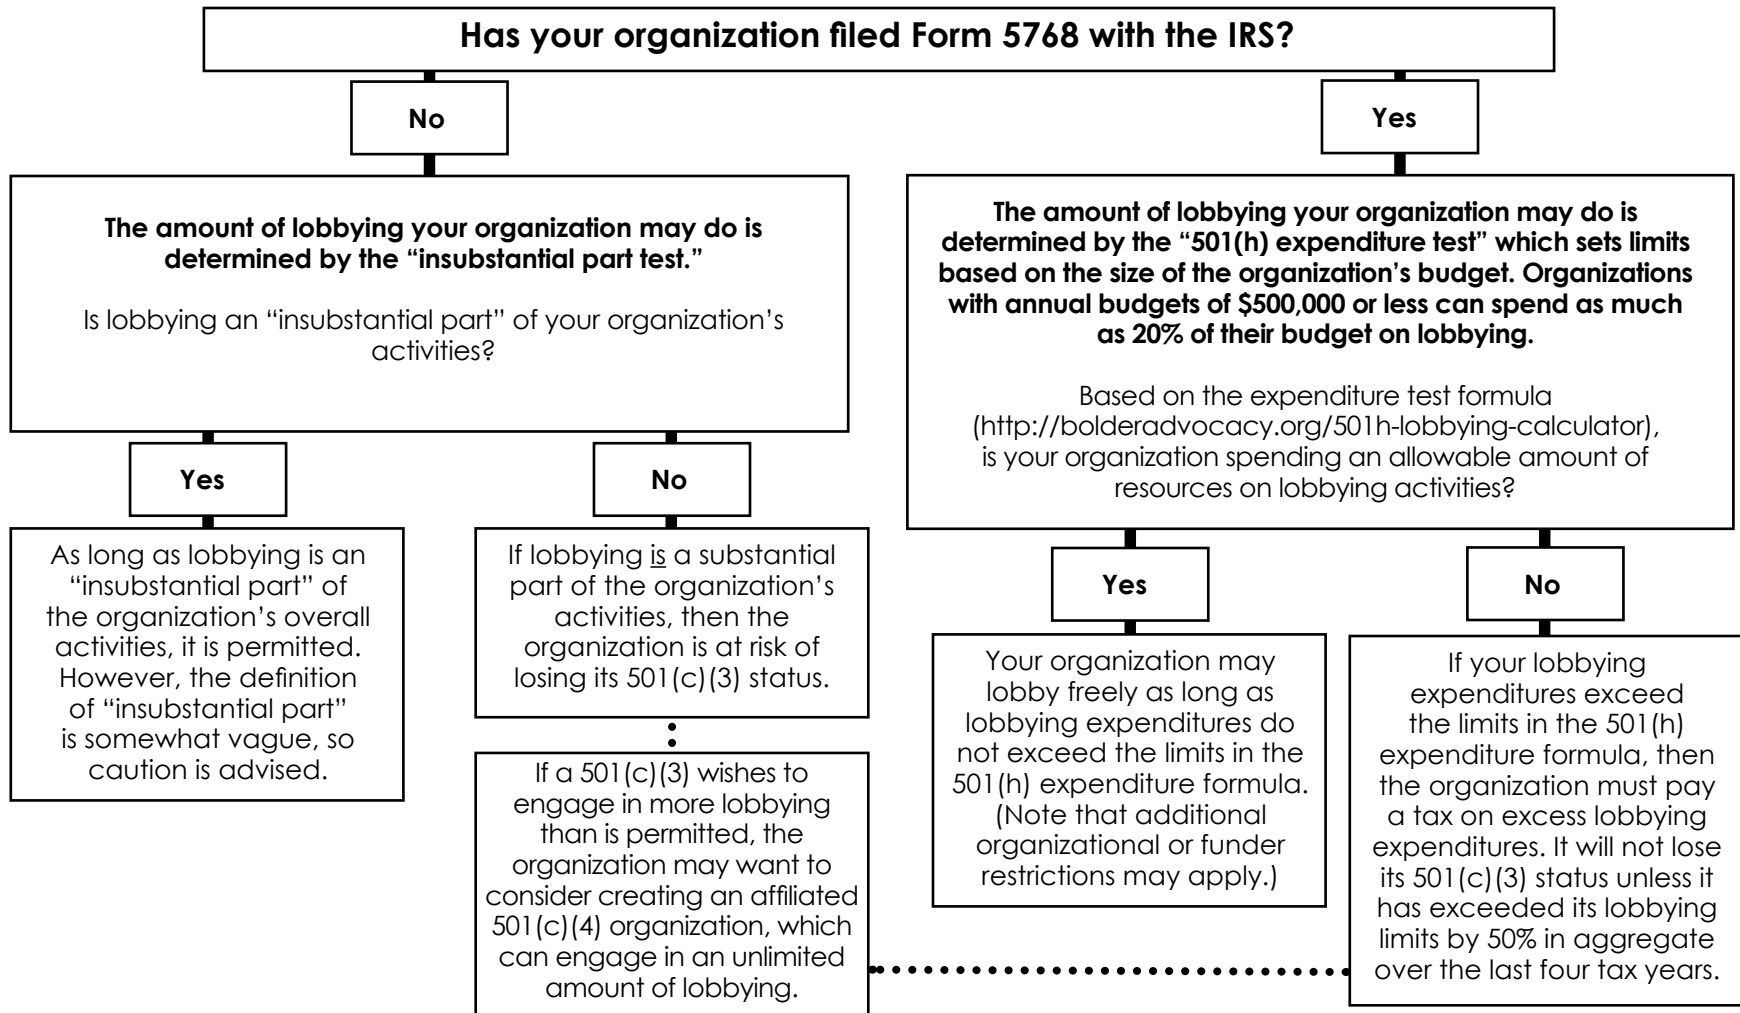 Has your organization filed Form 5768 with the IRS?
No
The amount of lobbying your organization may do is
determined by the “insubstantial part test.”
Is lobbying an “insubstantial part” of your organization’s
activities?
Yes
As long as lobbying is an
“insubstantial part” of
the organization’s overall
activities, it is permitted.
However, the definition
of “insubstantial part”
is somewhat vague, so
caution is advised.
No
If lobbying is a substantial
part of the organization’s
activities, then the
organization is at risk of
losing its 501(c)(3) status.
If a 501(c)(3) wishes to
engage in more lobbying
than is permitted, the
organization may want to
consider creating an affiliated
501(c)(4) organization, which
can engage in an unlimited
amount of lobbying.
Yes
The amount of lobbying your organization may do is
determined by the “501(h) expenditure test” which sets limits
based on the size of the organization’s budget. Organizations
with annual budgets of $500,000 or less can spend as much
as 20% of their budget on lobbying.
Based on the expenditure test formula
(http://bolderadvocacy.org/501h-lobbying-calculator),
is your organization spending an allowable amount of
resources on lobbying activities?
Yes
Your organization may
lobby freely as long as
lobbying expenditures do
not exceed the limits in the
501(h) expenditure formula.
(Note that additional
organizational or funder
restrictions may apply.)
No
If your lobbying
expenditures exceed
the limits in the 501(h)
expenditure formula, then
the organization must pay
a tax on excess lobbying
expenditures. It will not lose
its 501(c)(3) status unless it
has exceeded its lobbying
limits by 50% in aggregate
over the last four tax years.